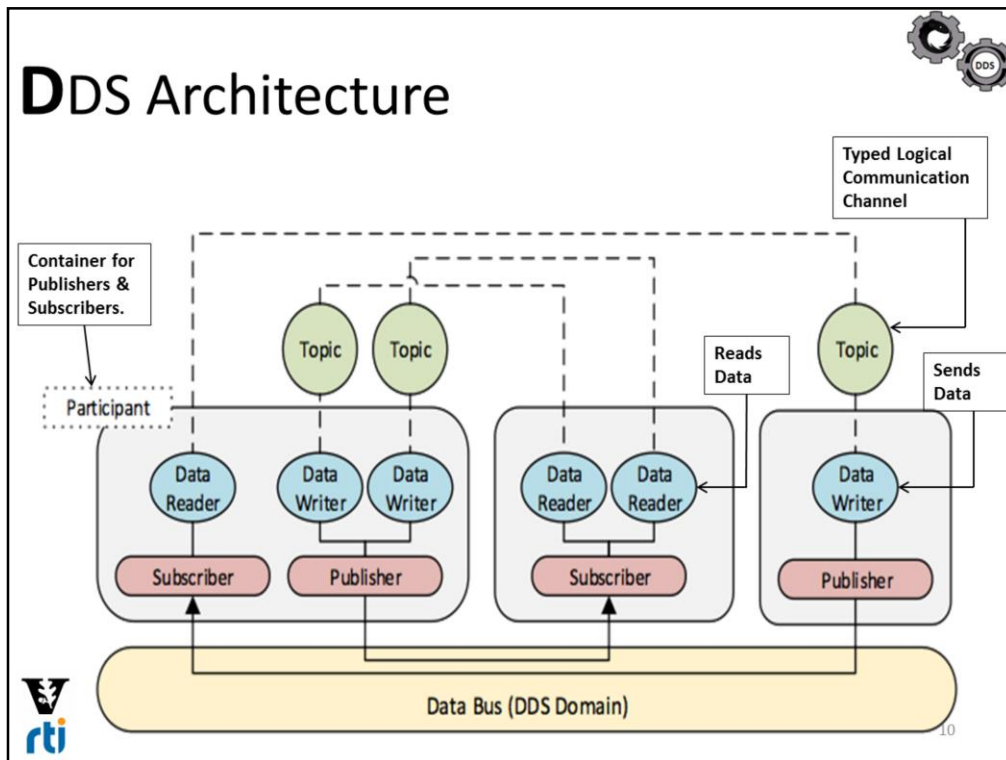 DDS Architecture
DDS
Typed Logical
Communication
Channel
Container for
Publishers &
Subscribers.
Topic
Topic
Topic
Reads
Data
Sends
Data
Participant
Data
Reader
Data
Writer
Data
Writer
Data
Reader
Data
Reader
Data
Writer
Subscriber
Publisher
Subscriber
Publisher
Data Bus (DDS Domain)
V
rti
10